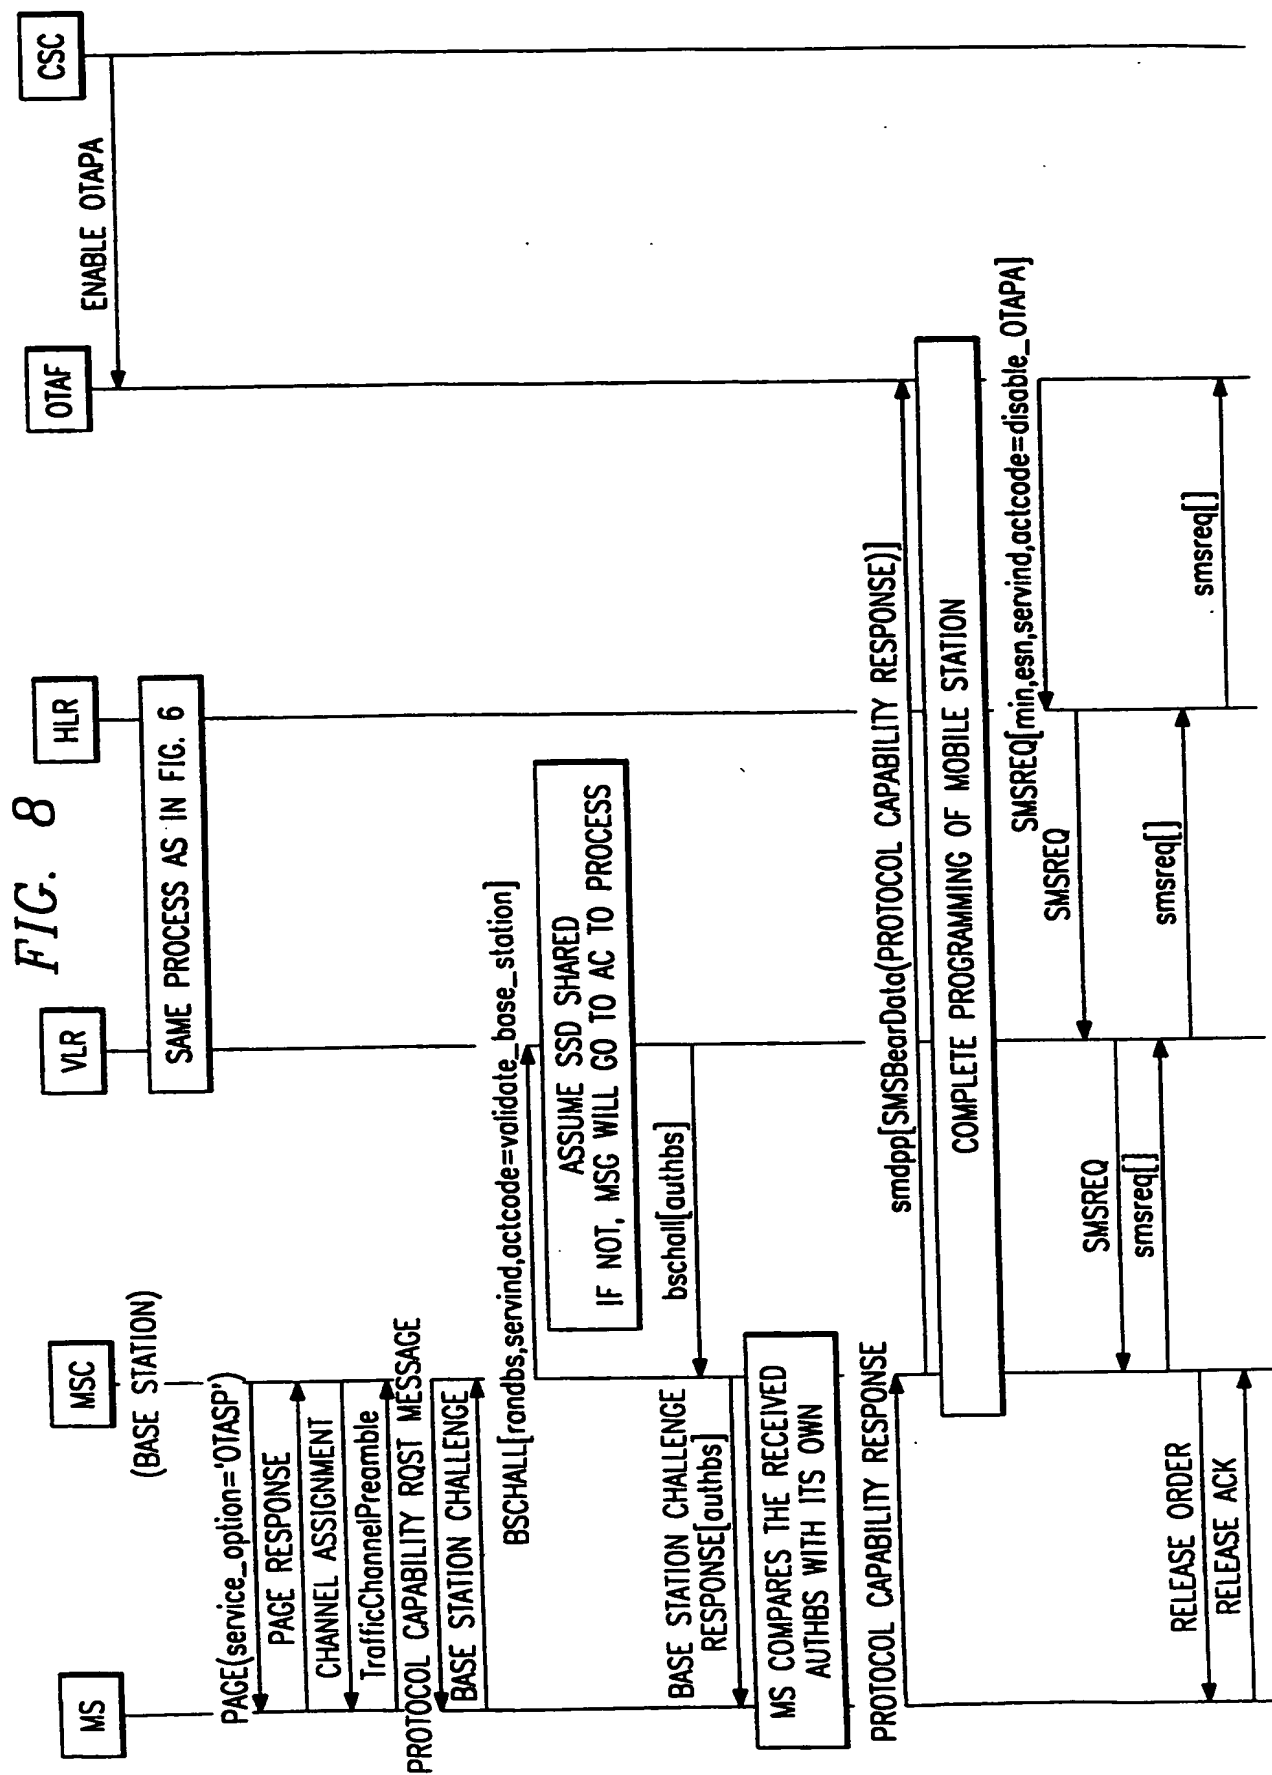 FIG. 8
MS
MSC
(BASE STATION)
VLR
HLR
OTAF
CSC
ENABLE OTAPA
SAME PROCESS AS IN FIG. 6
PAGE(service_option='OTASP')
PAGE RESPONSE
CHANNEL ASSIGNMENT
TrafficChannelPreamble
PROTOCOL CAPABILITY RQST MESSAGE
BASE STATION CHALLENGE
BSCHALL[randbs,servind,actcode=validate_base_station]
ASSUME SSD SHARED
IF NOT, MSG WILL GO TO AC TO PROCESS
bschall[authbs]
BASE STATION CHALLENGE
RESPONSE[authbs]
MS COMPARES THE RECEIVED
AUTHBS WITH ITS OWN
PROTOCOL CAPABILITY RESPONSE
smdpp[SMSBearData(PROTOCOL CAPABILITY RESPONSE)]
COMPLETE PROGRAMMING OF MOBILE STATION
SMSREQ[min,esn,servind,actcode=disable_OTAPA]
SMSREQ
SMSREQ
smsreq[]
smsreq[]
smsreq[]
RELEASE ORDER
RELEASE ACK